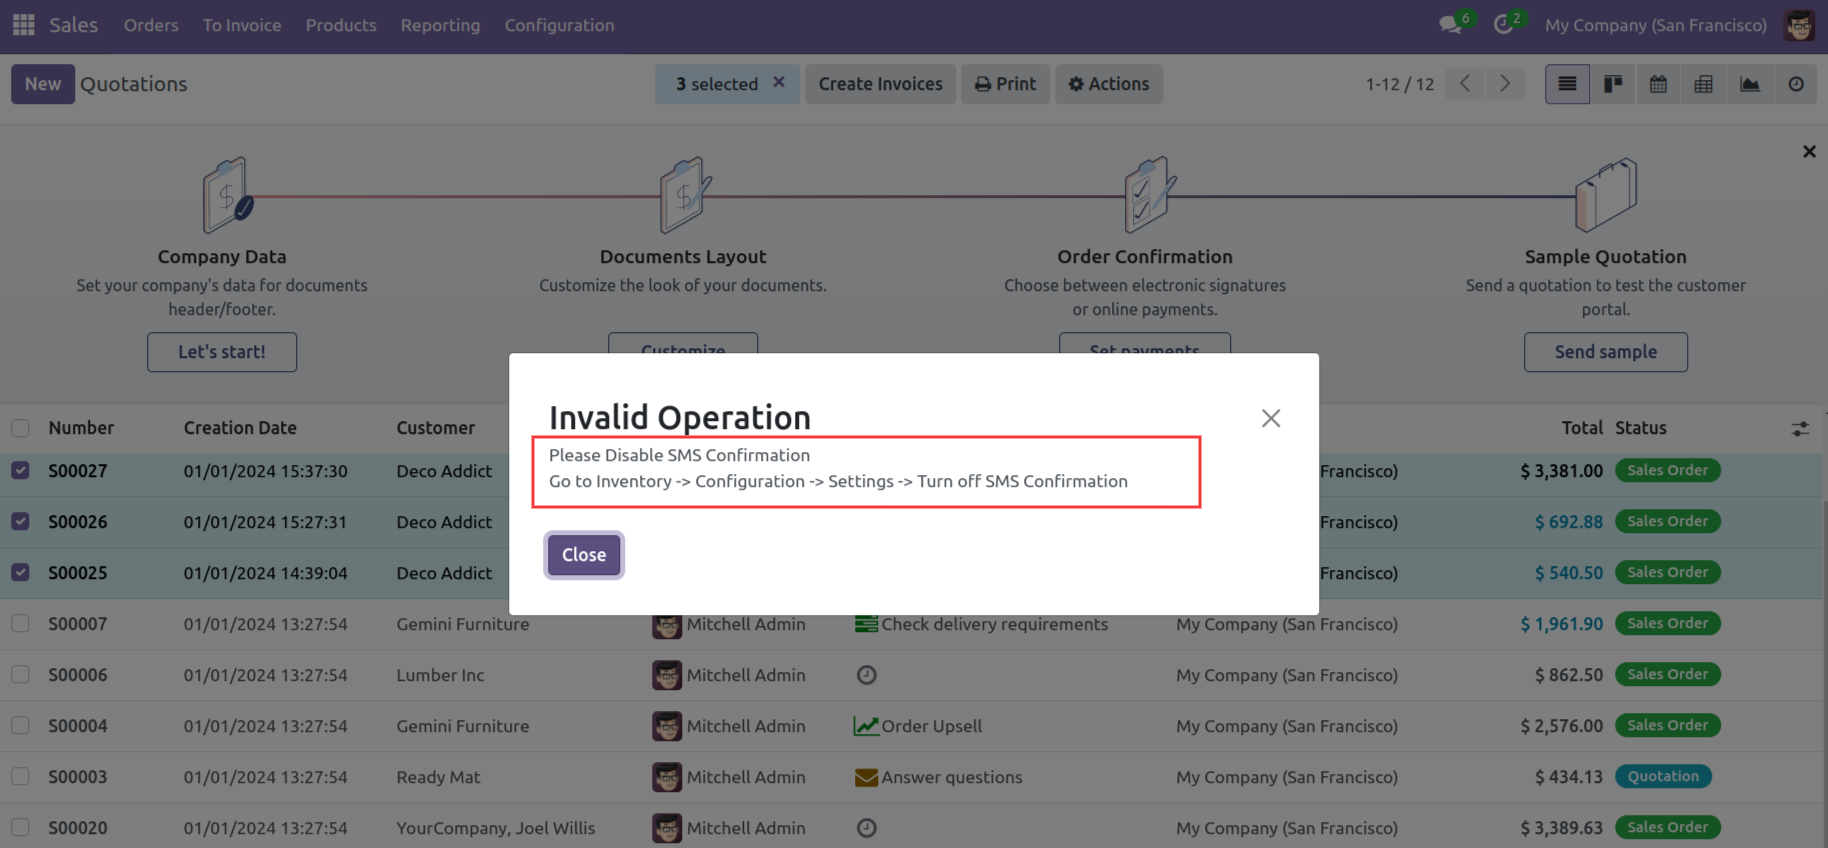 Sales Orders To Invoice Products Reporting Configuration 6 2 My Company (San Francisco)
New Quotations 3 selected Create Invoices Print Actions 1-12 / 12
Company Data Documents Layout Order Confirmation Sample Quotation
Set your company's data for documents Customize the look of your documents. Choose between electronic signatures Send a quotation to test the customer
header/footer. or online payments. portal.
Let's start! Customize Set payments Send sample
Invalid Operation
Please Disable SMS Confirmation
Go to Inventory -> Configuration -> Settings -> Turn off SMS Confirmation
Close
Number Creation Date Customer Total Status
S00027 01/01/2024 15:37:30 Deco Addict Francisco) $ 3,381.00 Sales Order
S00026 01/01/2024 15:27:31 Deco Addict Francisco) $ 692.88 Sales Order
S00025 01/01/2024 14:39:04 Deco Addict Francisco) $ 540.50 Sales Order
S00007 01/01/2024 13:27:54 Gemini Furniture Mitchell Admin Check delivery requirements My Company (San Francisco) $ 1,961.90 Sales Order
S00006 01/01/2024 13:27:54 Lumber Inc Mitchell Admin My Company (San Francisco) $ 862.50 Sales Order
S00004 01/01/2024 13:27:54 Gemini Furniture Mitchell Admin Order Upsell My Company (San Francisco) $ 2,576.00 Sales Order
S00003 01/01/2024 13:27:54 Ready Mat Mitchell Admin Answer questions My Company (San Francisco) $ 434.13 Quotation
S00020 01/01/2024 13:27:54 YourCompany, Joel Willis Mitchell Admin My Company (San Francisco) $ 3,389.63 Sales Order